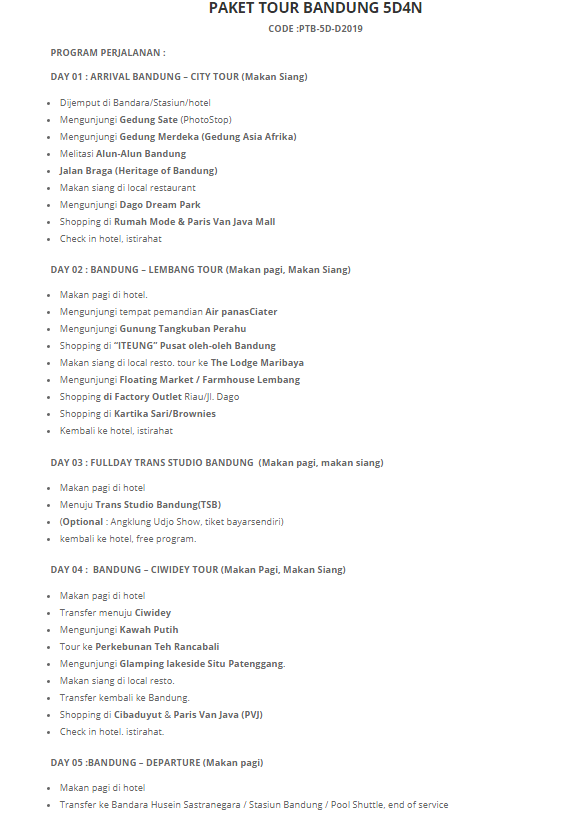 PAKET TOUR BANDUNG 5D4N
CODE :PTB-5D-D2019
PROGRAM PERJALANAN :
DAY 01 : ARRIVAL BANDUNG – CITY TOUR (Makan Siang)
• Dijemput di Bandara/Stasiun/hotel
• Mengunjungi Gedung Sate (PhotoStop)
• Mengunjungi Gedung Merdeka (Gedung Asia Afrika)
• Melitasi Alun-Alun Bandung
• Jalan Braga (Heritage of Bandung)
• Makan siang di local restaurant
• Mengunjungi Dago Dream Park
• Shopping di Rumah Mode & Paris Van Java Mall
• Check in hotel, istirahat
DAY 02 : BANDUNG – LEMBANG TOUR (Makan pagi, Makan Siang)
• Makan pagi di hotel.
• Mengunjungi tempat pemandian Air panasCiater
• Mengunjungi Gunung Tangkuban Perahu
• Shopping di “ITEUNG” Pusat oleh-oleh Bandung
• Makan siang di local resto, tour ke The Lodge Maribaya
• Mengunjungi Floating Market / Farmhouse Lembang
• Shopping di Factory Outlet Riau/Jl. Dago
• Shopping di Kartika Sari/Brownies
• Kembali ke hotel, istirahat
DAY 03 : FULLDAY TRANS STUDIO BANDUNG (Makan pagi, makan siang)
• Makan pagi di hotel
• Menuju Trans Studio Bandung(TSB)
• (Optional : Angklung Udjo Show, tiket bayarsendiri)
• kembali ke hotel, free program.
DAY 04 : BANDUNG – CIWIDEY TOUR (Makan Pagi, Makan Siang)
• Makan pagi di hotel
• Transfer menuju Ciwidey
• Mengunjungi Kawah Putih
• Tour ke Perkebunan Teh Rancabali
• Mengunjungi Glamping lakeside Situ Patenggang.
• Makan siang di local resto.
• Transfer kembali ke Bandung.
• Shopping di Cibaduyut & Paris Van Java (PVJ)
• Check in hotel. istirahat.
DAY 05 :BANDUNG – DEPARTURE (Makan pagi)
• Makan pagi di hotel
• Transfer ke Bandara Husein Sastranegara / Stasiun Bandung / Pool Shuttle, end of service